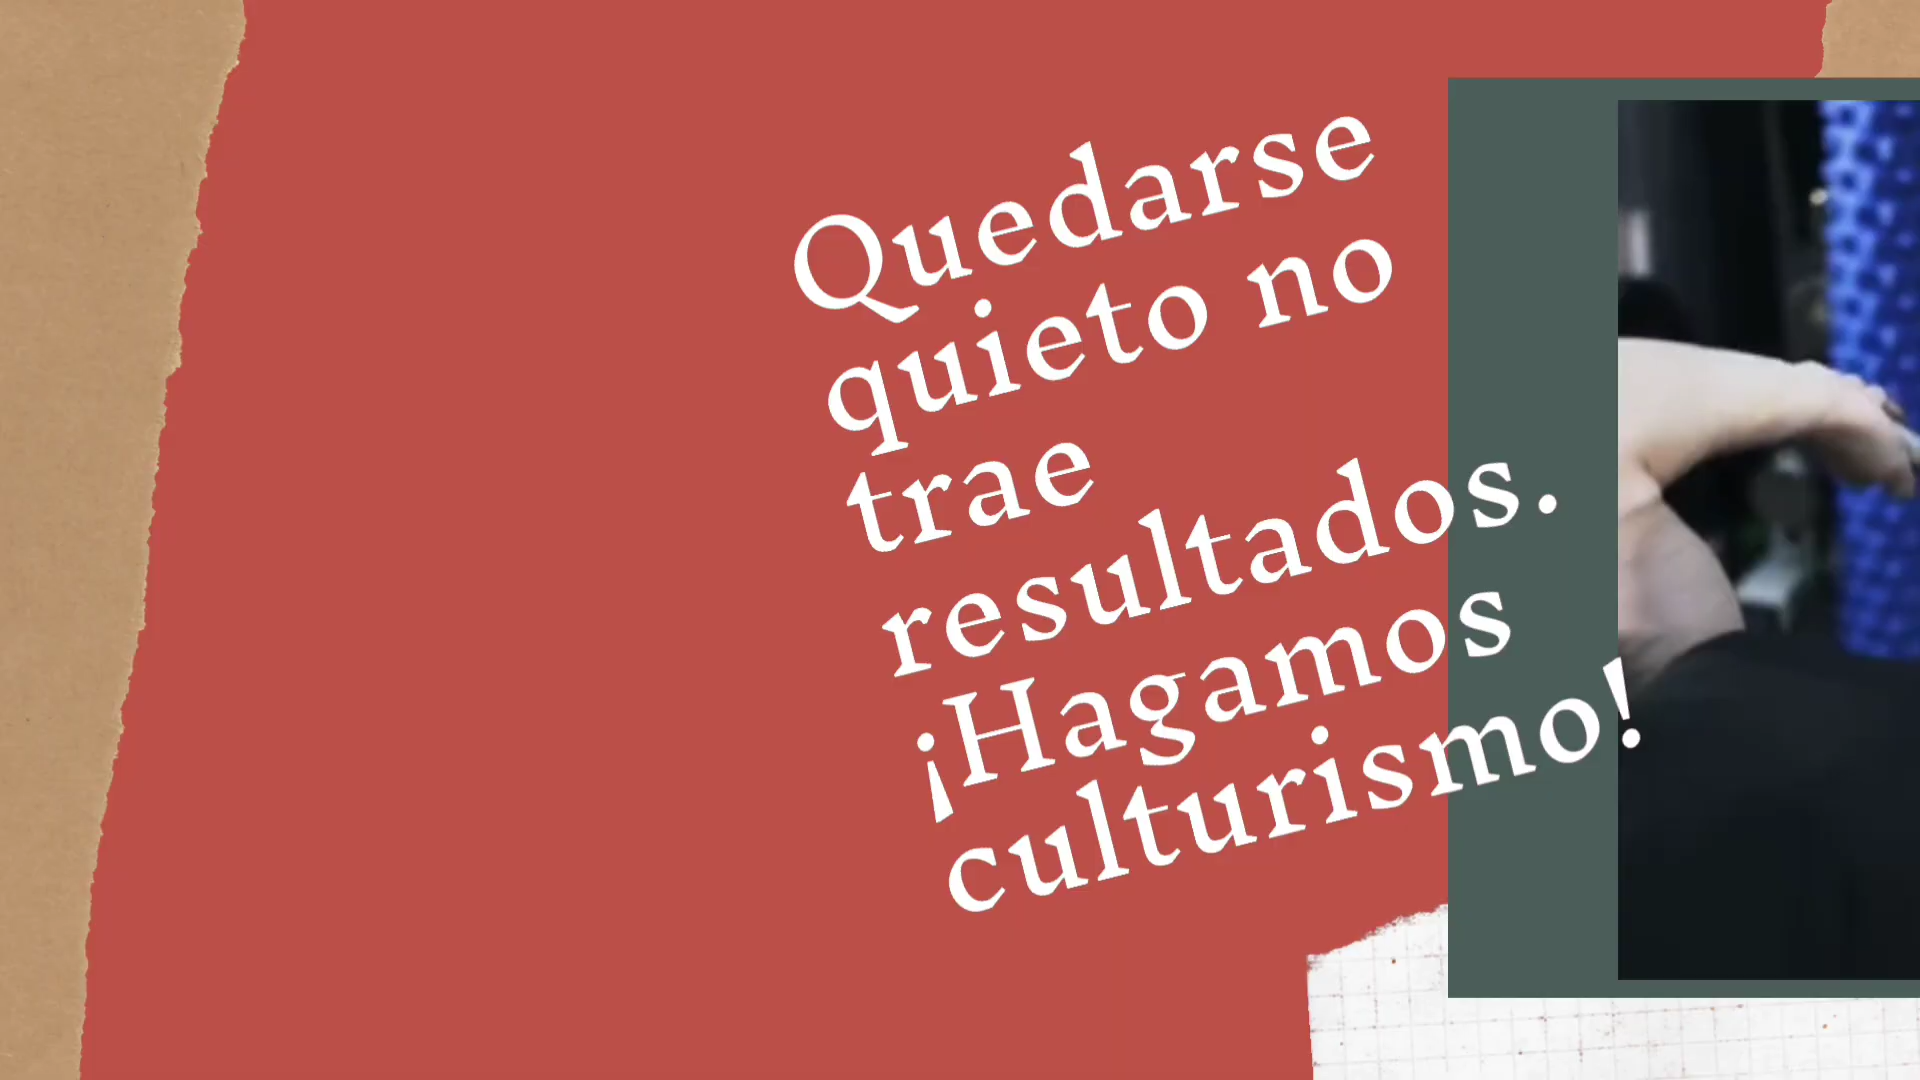 Quedarse
quieto no
trae
resultados.
¡Hagamos
culturismo!